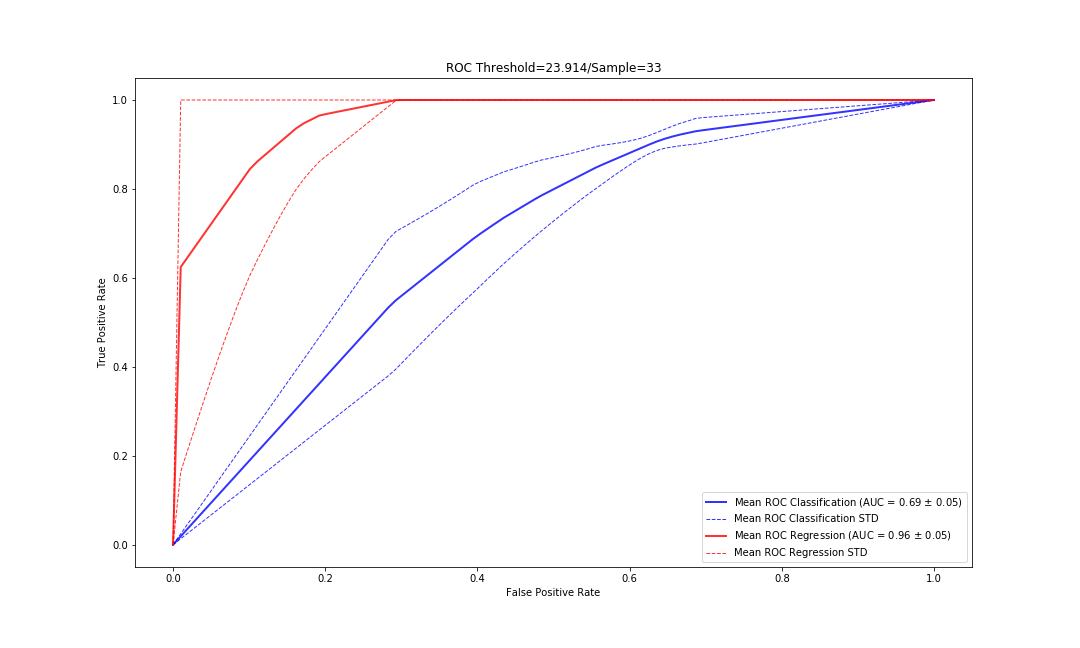 ROC Threshold=23.914/Sample=33
1.0
0.8
0.6
0.4
0.2
0.0
True Positive Rate
Mean ROC Classification (AUC = 0.69 ± 0.05)
Mean ROC Classification STD
Mean ROC Regression (AUC = 0.96 ± 0.05)
Mean ROC Regression STD
0.0 0.2 0.4 0.6 0.8 1.0
False Positive Rate